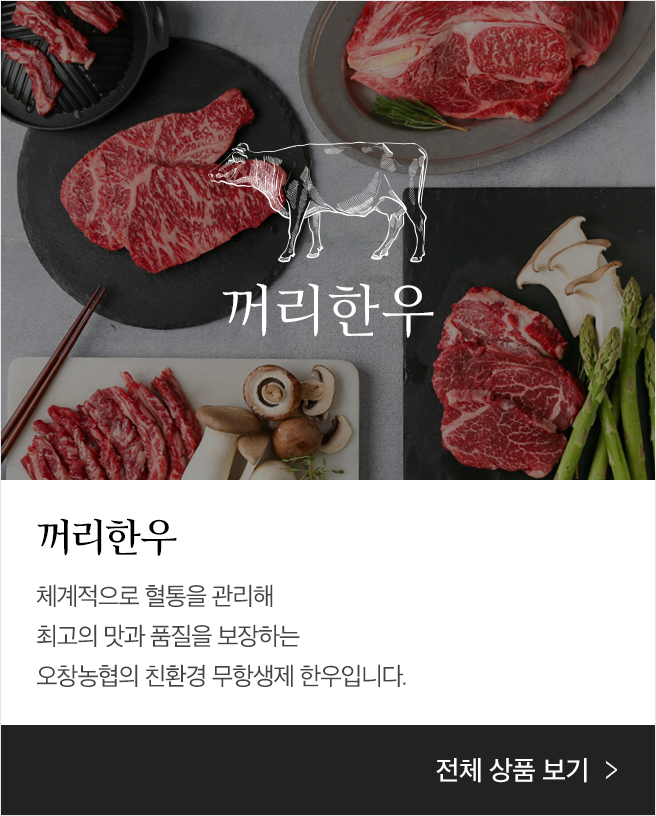 꺼리한우
꺼리한우
체계적으로 혈통을 관리해
최고의 맛과 품질을 보장하는
오창농협의 친환경 무항생제 한우입니다.
전체 상품 보기 >